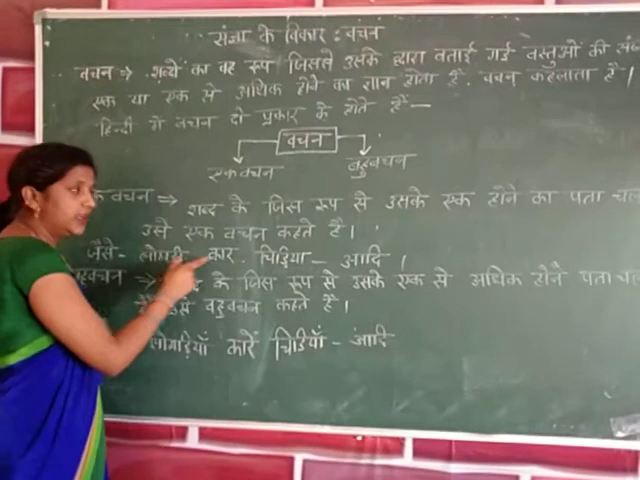 संज्ञा के विकार : वचन
वचन ⇒ शब्दों का वह रूप जिससे उसके द्वारा बताई गई वस्तुओं की
एक या एक से अधिक होने का ज्ञान होता है, वचन कहलाता है।
हिन्दी में वचन दो प्रकार के होते हैं —
वचन
एकवचन बहुवचन
वचन ⇒ शब्द के जिस रूप से उसके एक होने का पता
उसे एक वचन कहते हैं।
जैसे - लोमड़ी कार, चिड़िया - आदि।
⇒ के जिस रूप से उसके एक से अधिक होने पता
उसे बहुवचन कहते हैं।
लोमड़ियाँ कारें चिड़ियाँ - आदि